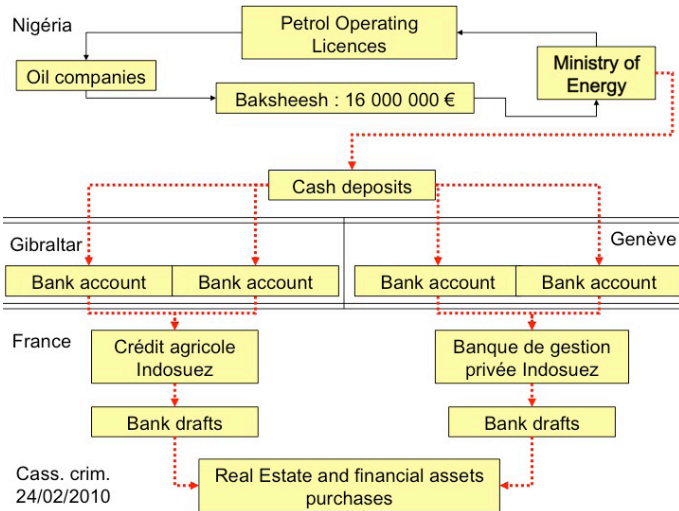 Nigéria
Petrol Operating
Licences
Oil companies
Ministry of
Energy
Baksheesh : 16 000 000 €
Cash deposits
Gibraltar
Genève
Bank account
Bank account
Bank account
Bank account
France
Crédit agricole
Indosuez
Banque de gestion
privée Indosuez
Bank drafts
Bank drafts
Cass. crim.
24/02/2010
Real Estate and financial assets
purchases